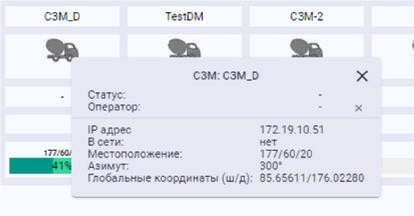 СЗМ_D TestDM СЗМ-2
СЗМ: СЗМ_D
Статус: -
- Оператор: -
IP адрес 172.19.10.51
В сети: нет
Местоположение: 177/60/20
177/60/ Азимут: 300°
41% Глобальные координаты (ш/д): 85.65611/176.02280